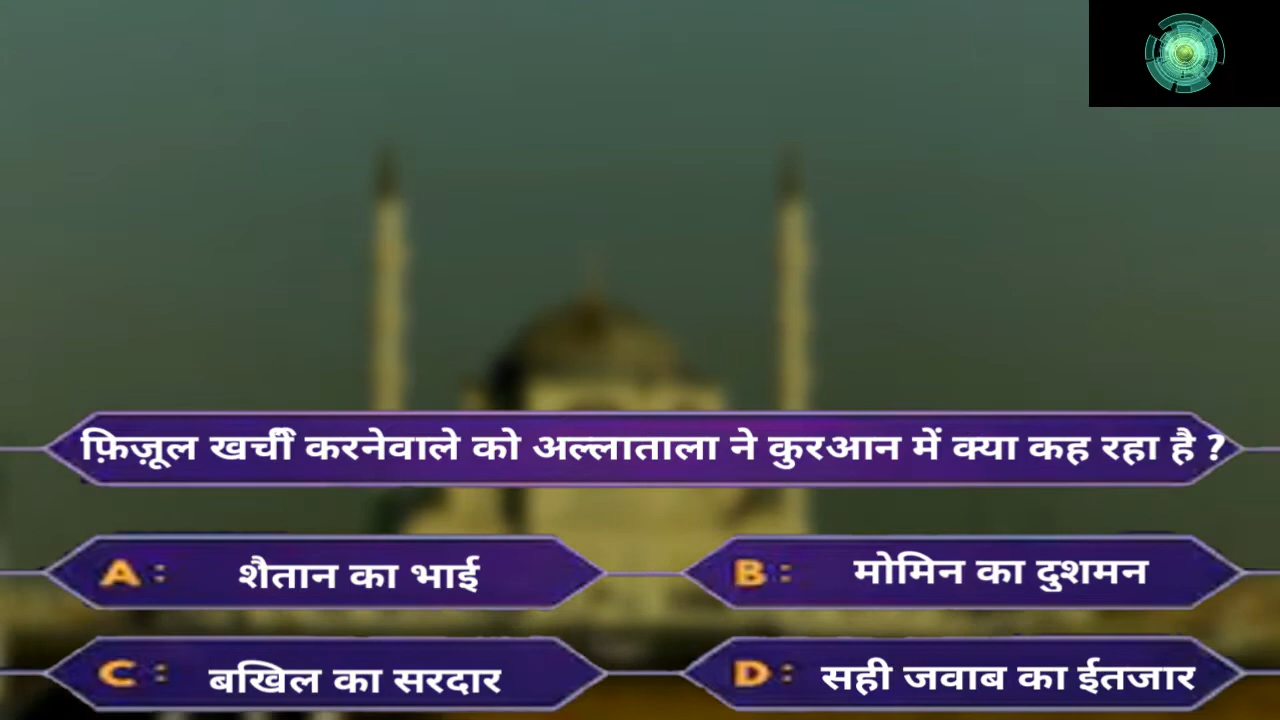 फ़िज़ूल खर्ची करनेवाले को अल्लाताला ने कुरआन में क्या कह रहा है ?
A : शैतान का भाई
B : मोमिन का दुशमन
C : बखिल का सरदार
D : सही जवाब का ईतजार